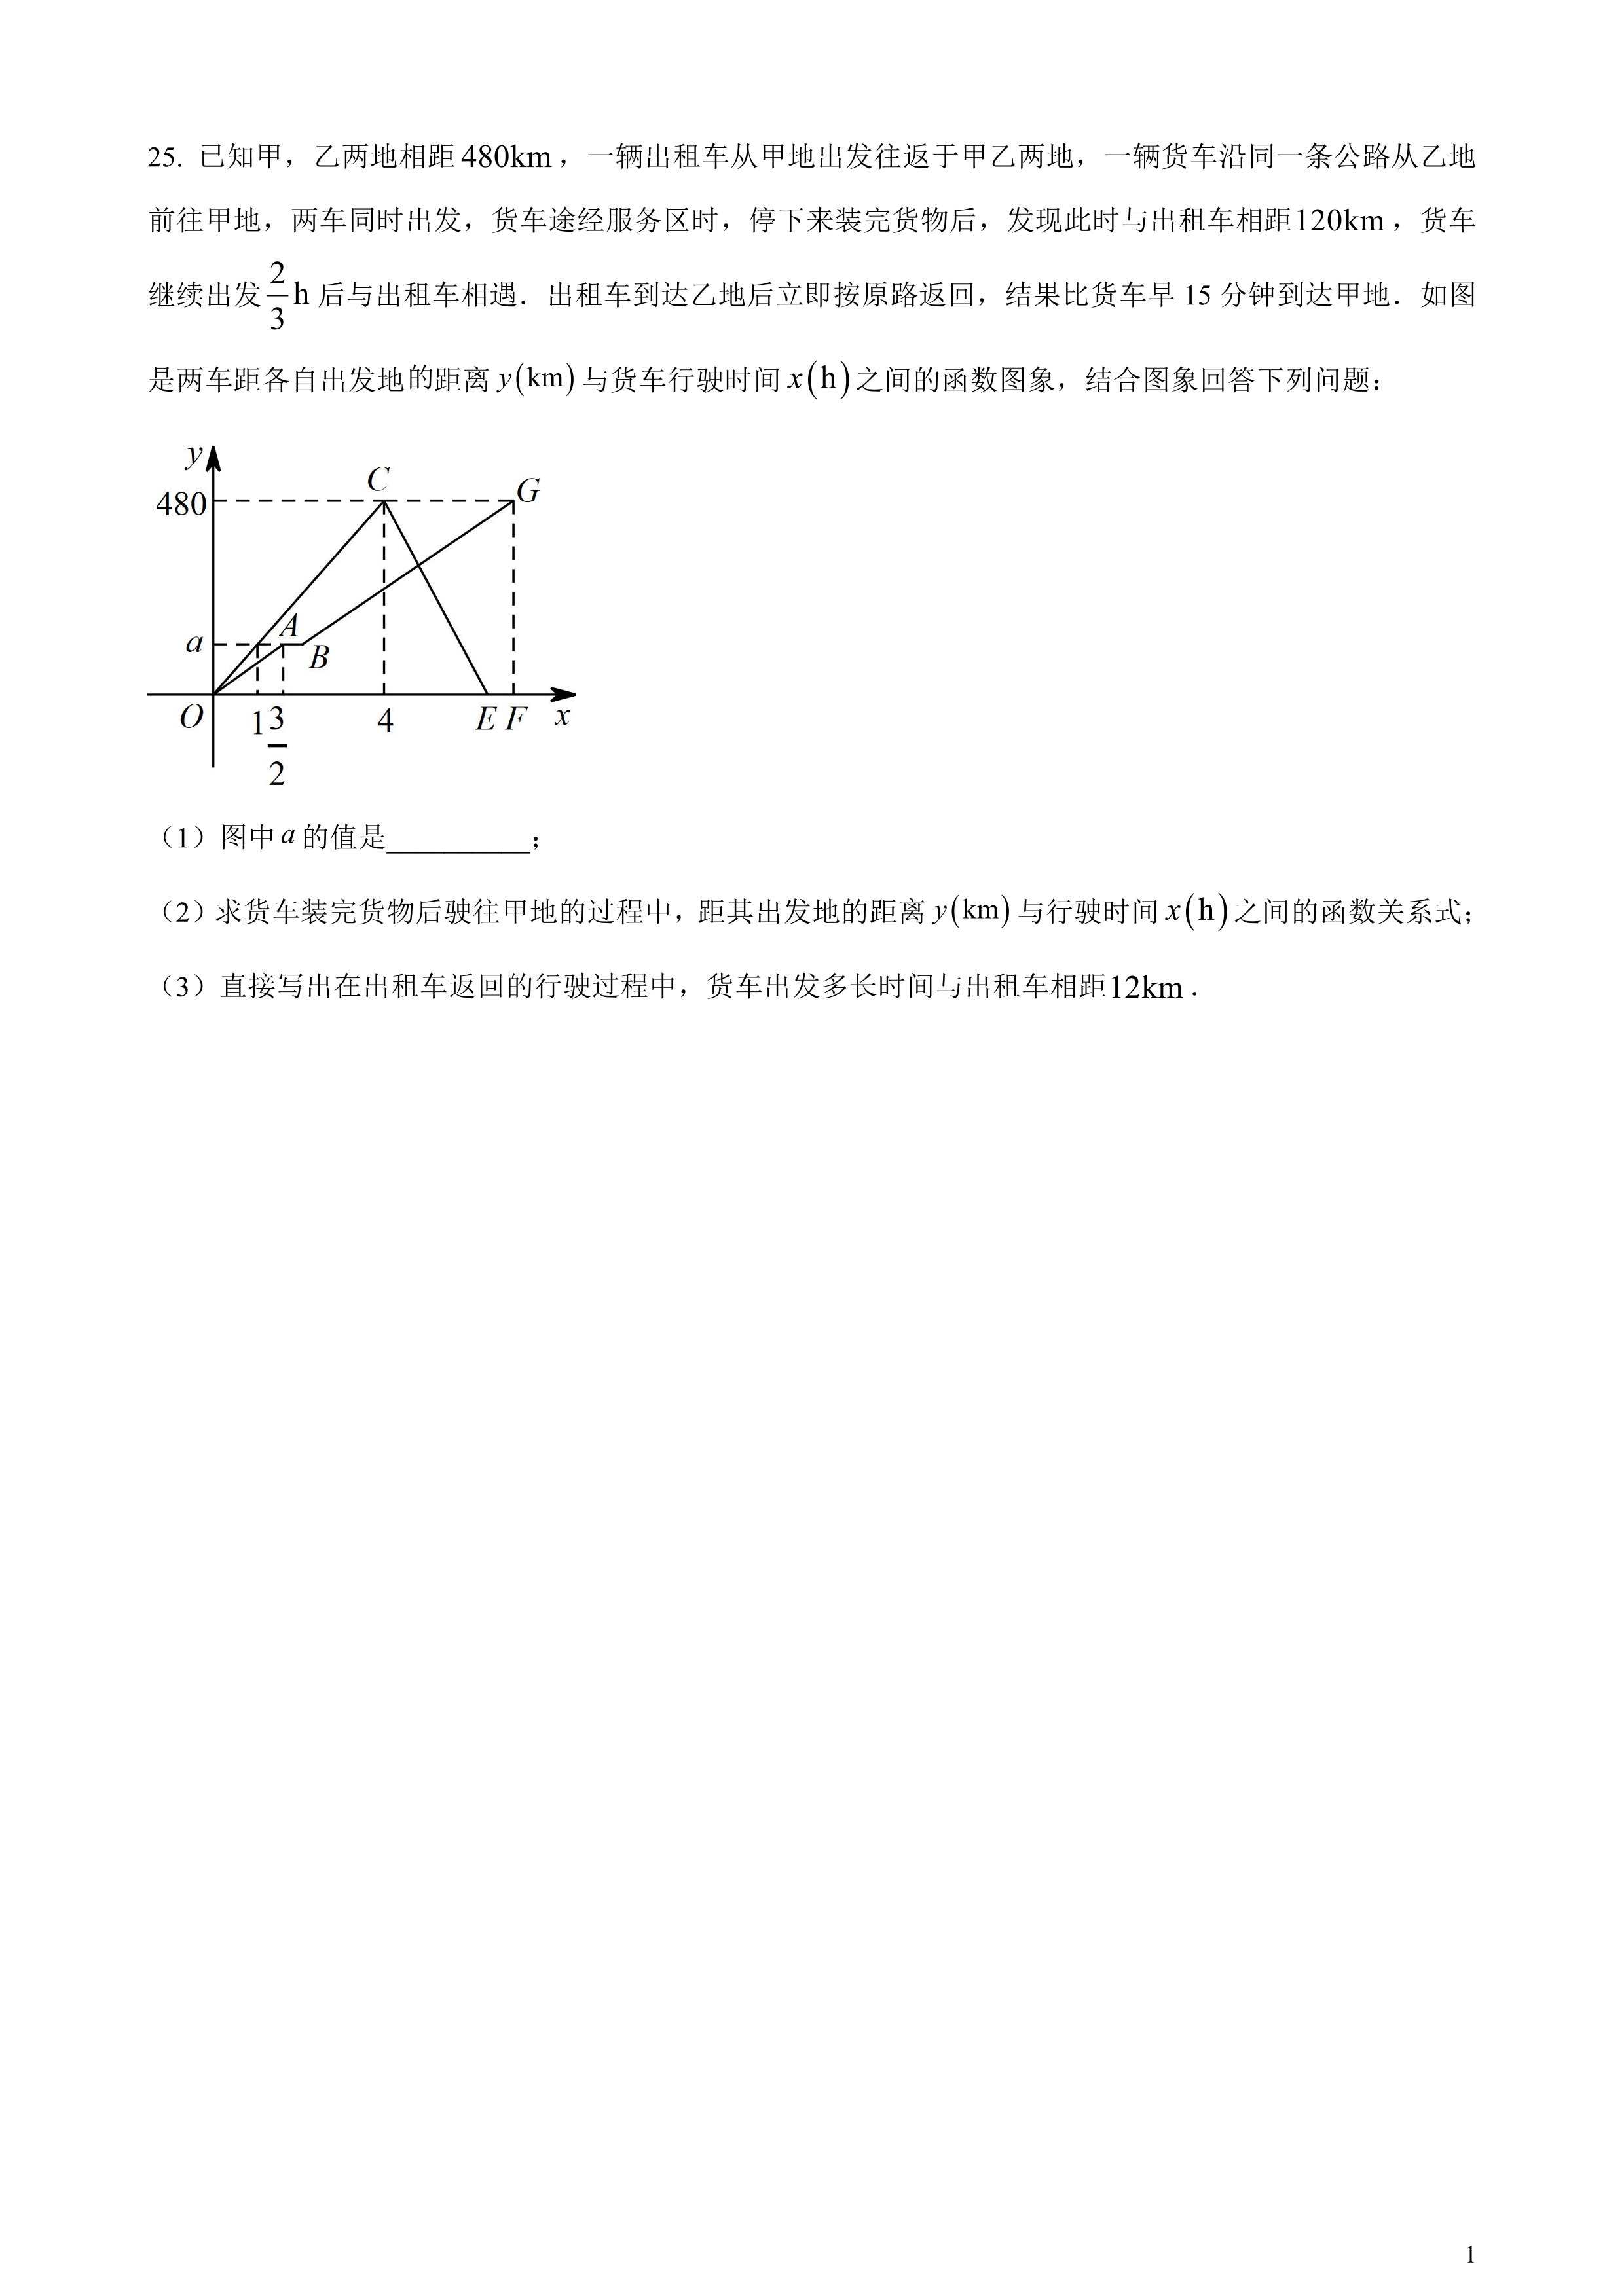 25. 已知甲，乙两地相距480km，一辆出租车从甲地出发往返于甲乙两地，一辆货车沿同一条公路从乙地
前往甲地，两车同时出发，货车途经服务区时，停下来装完货物后，发现此时与出租车相距120km，货车
继续出发\frac{2}{3}h后与出租车相遇．出租车到达乙地后立即按原路返回，结果比货车早15分钟到达甲地．如图
是两车距各自出发地的距离y(km)与货车行驶时间x(h)之间的函数图象，结合图象回答下列问题：
y
C
G
480
A
a
B
O
1
\frac{3}{2}
4
E
F
x
（1）图中a的值是__________；
（2）求货车装完货物后驶往甲地的过程中，距其出发地的距离y(km)与行驶时间x(h)之间的函数关系式；
（3）直接写出在出租车返回的行驶过程中，货车出发多长时间与出租车相距12km．
1